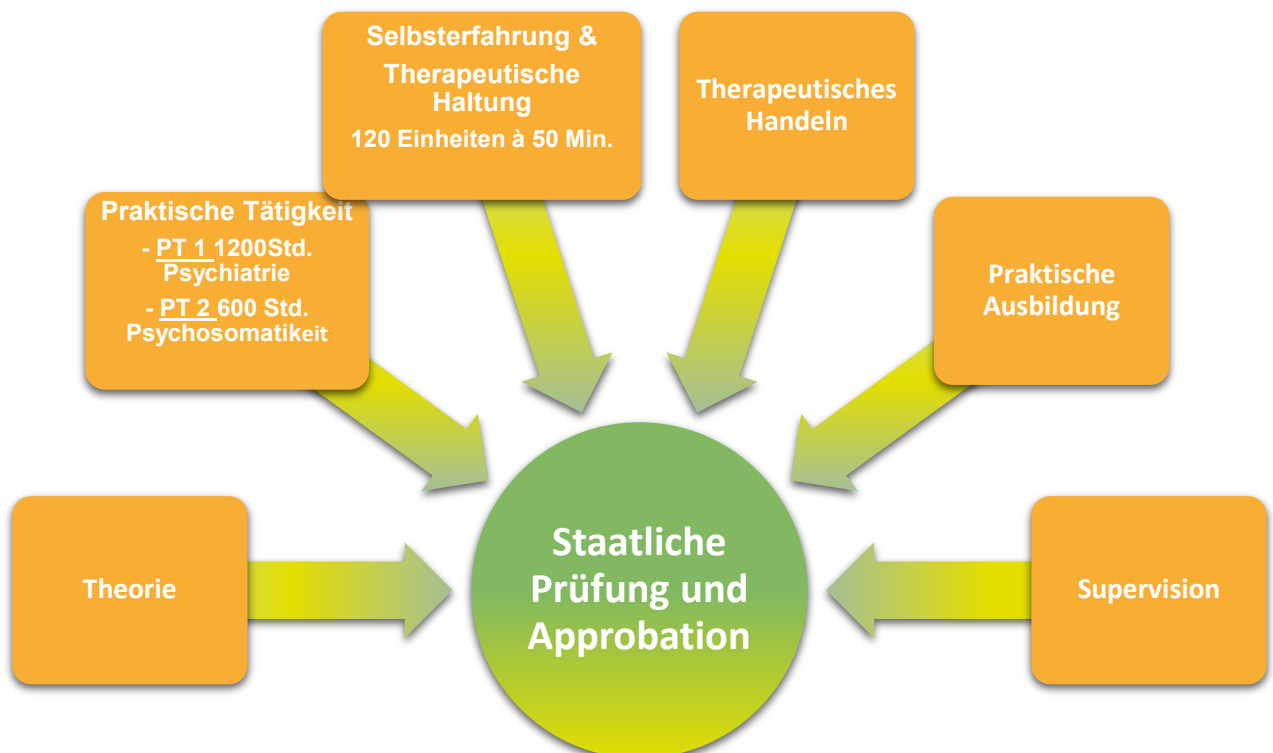 Selbsterfahrung &
Therapeutische
Haltung
120 Einheiten à 50 Min.
Therapeutisches
Handeln
Praktische Tätigkeit
- PT 1 1200Std.
Psychiatrie
- PT 2 600 Std.
Psychosomatikeit
Praktische
Ausbildung
Theorie
Staatliche
Prüfung und
Approbation
Supervision